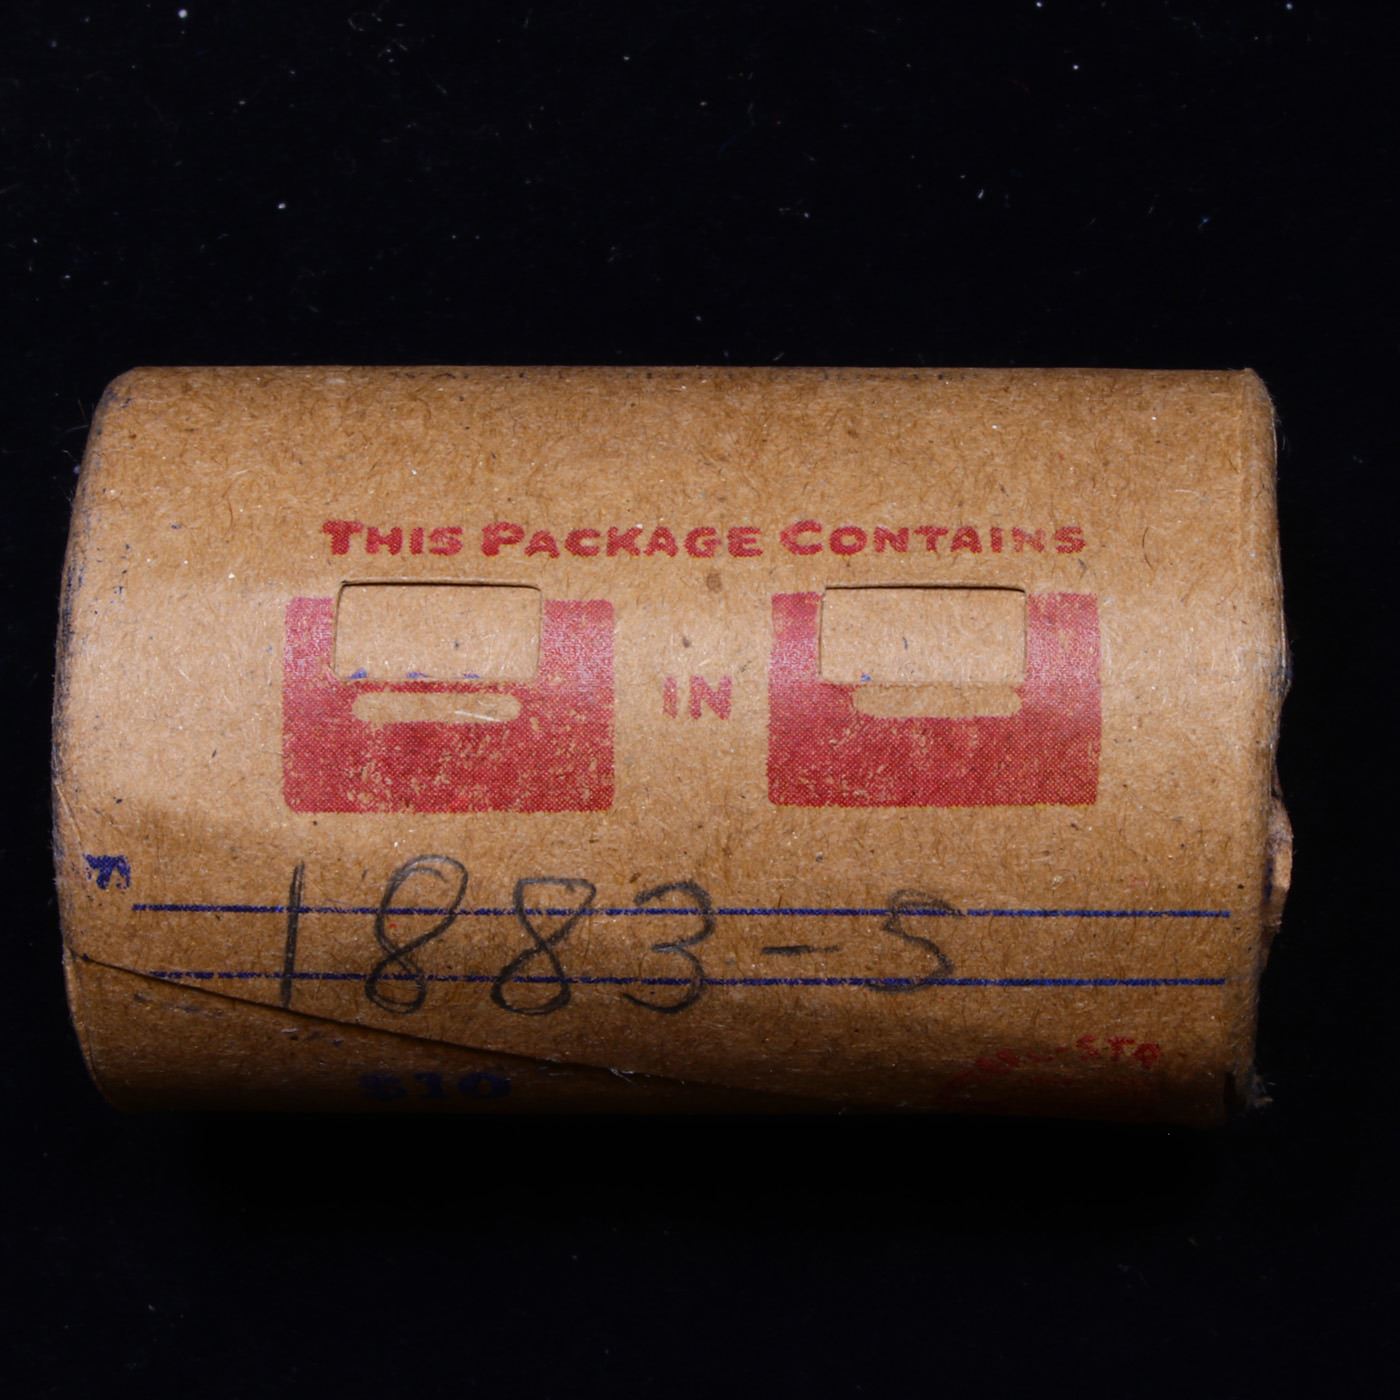 THIS PACKAGE CONTAINS
IN
1883-S
$10